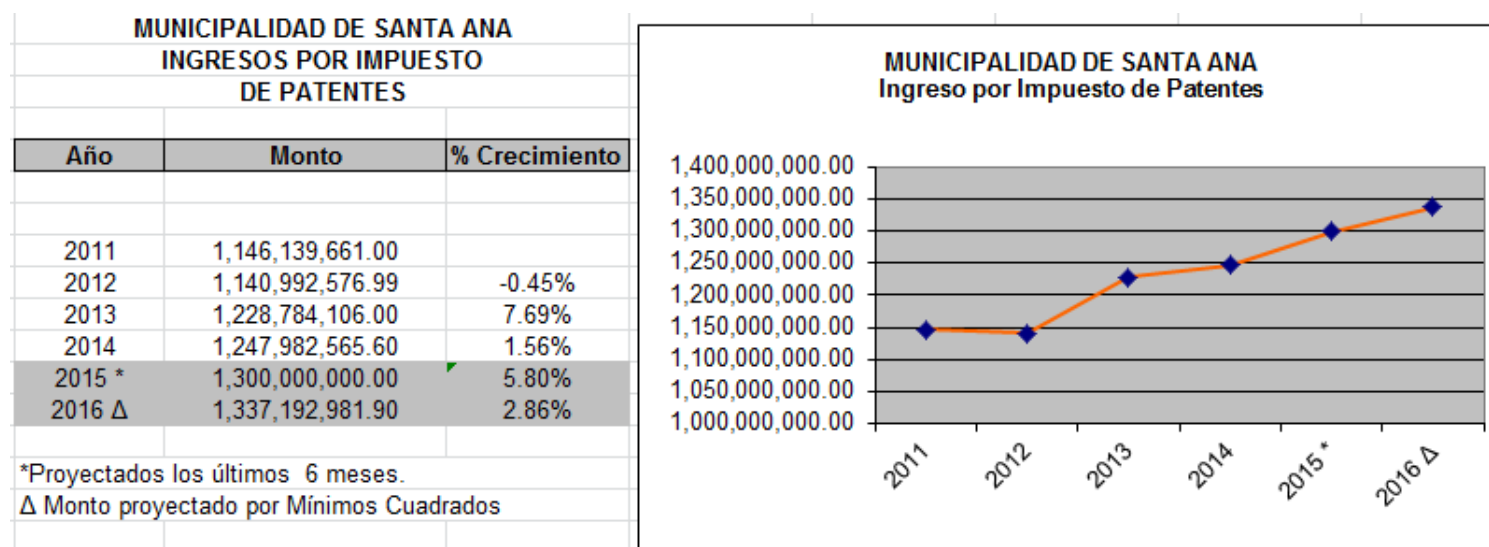 MUNICIPALIDAD DE SANTA ANA
INGRESOS POR IMPUESTO
DE PATENTES
Año Monto % Crecimiento
2011 1,146,139,661.00
2012 1,140,992,576.99 -0.45%
2013 1,228,784,106.00 7.69%
2014 1,247,982,565.60 1.56%
2015 * 1,300,000,000.00 5.80%
2016 Δ 1,337,192,981.90 2.86%
*Proyectados los últimos 6 meses.
Δ Monto proyectado por Mínimos Cuadrados
MUNICIPALIDAD DE SANTA ANA
Ingreso por Impuesto de Patentes
1,400,000,000.00
1,350,000,000.00
1,300,000,000.00
1,250,000,000.00
1,200,000,000.00
1,150,000,000.00
1,100,000,000.00
1,050,000,000.00
1,000,000,000.00
2011 2012 2013 2014 2015 * 2016 Δ